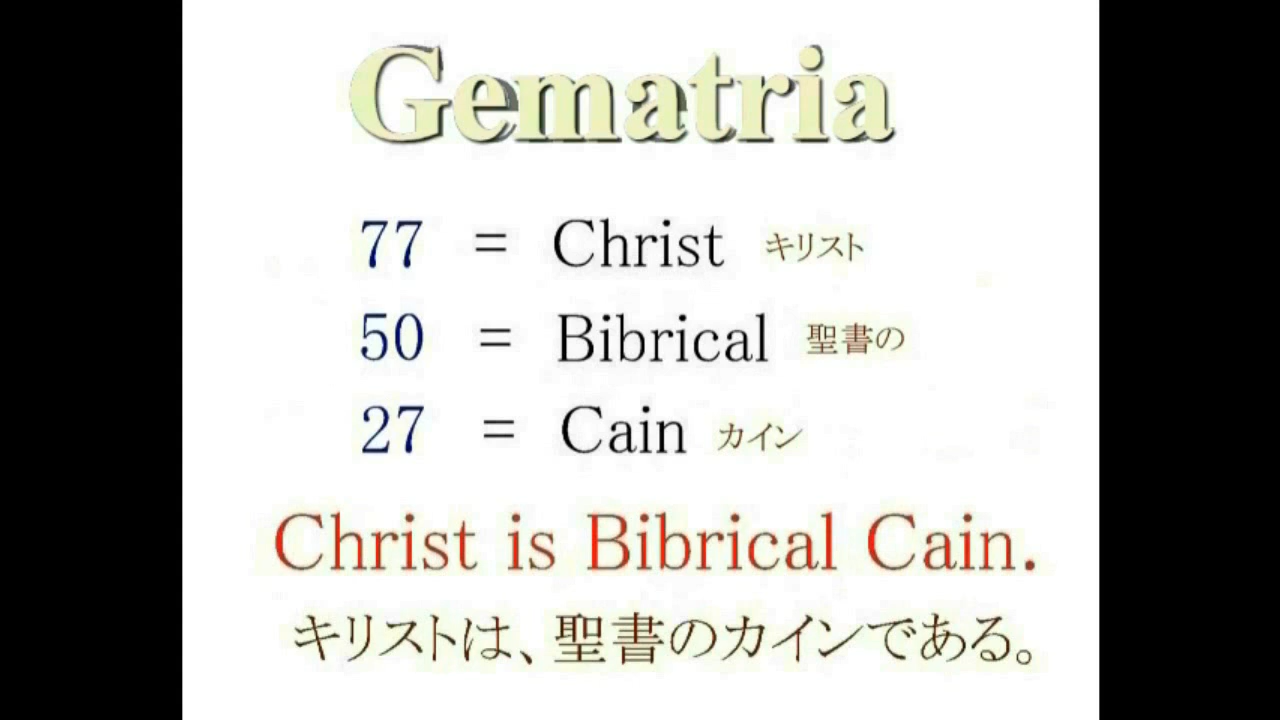 Gematria
77 = Christ キリスト
50 = Bibrical 聖書の
27 = Cain カイン
Christ is Bibrical Cain.
キリストは、聖書のカインである。